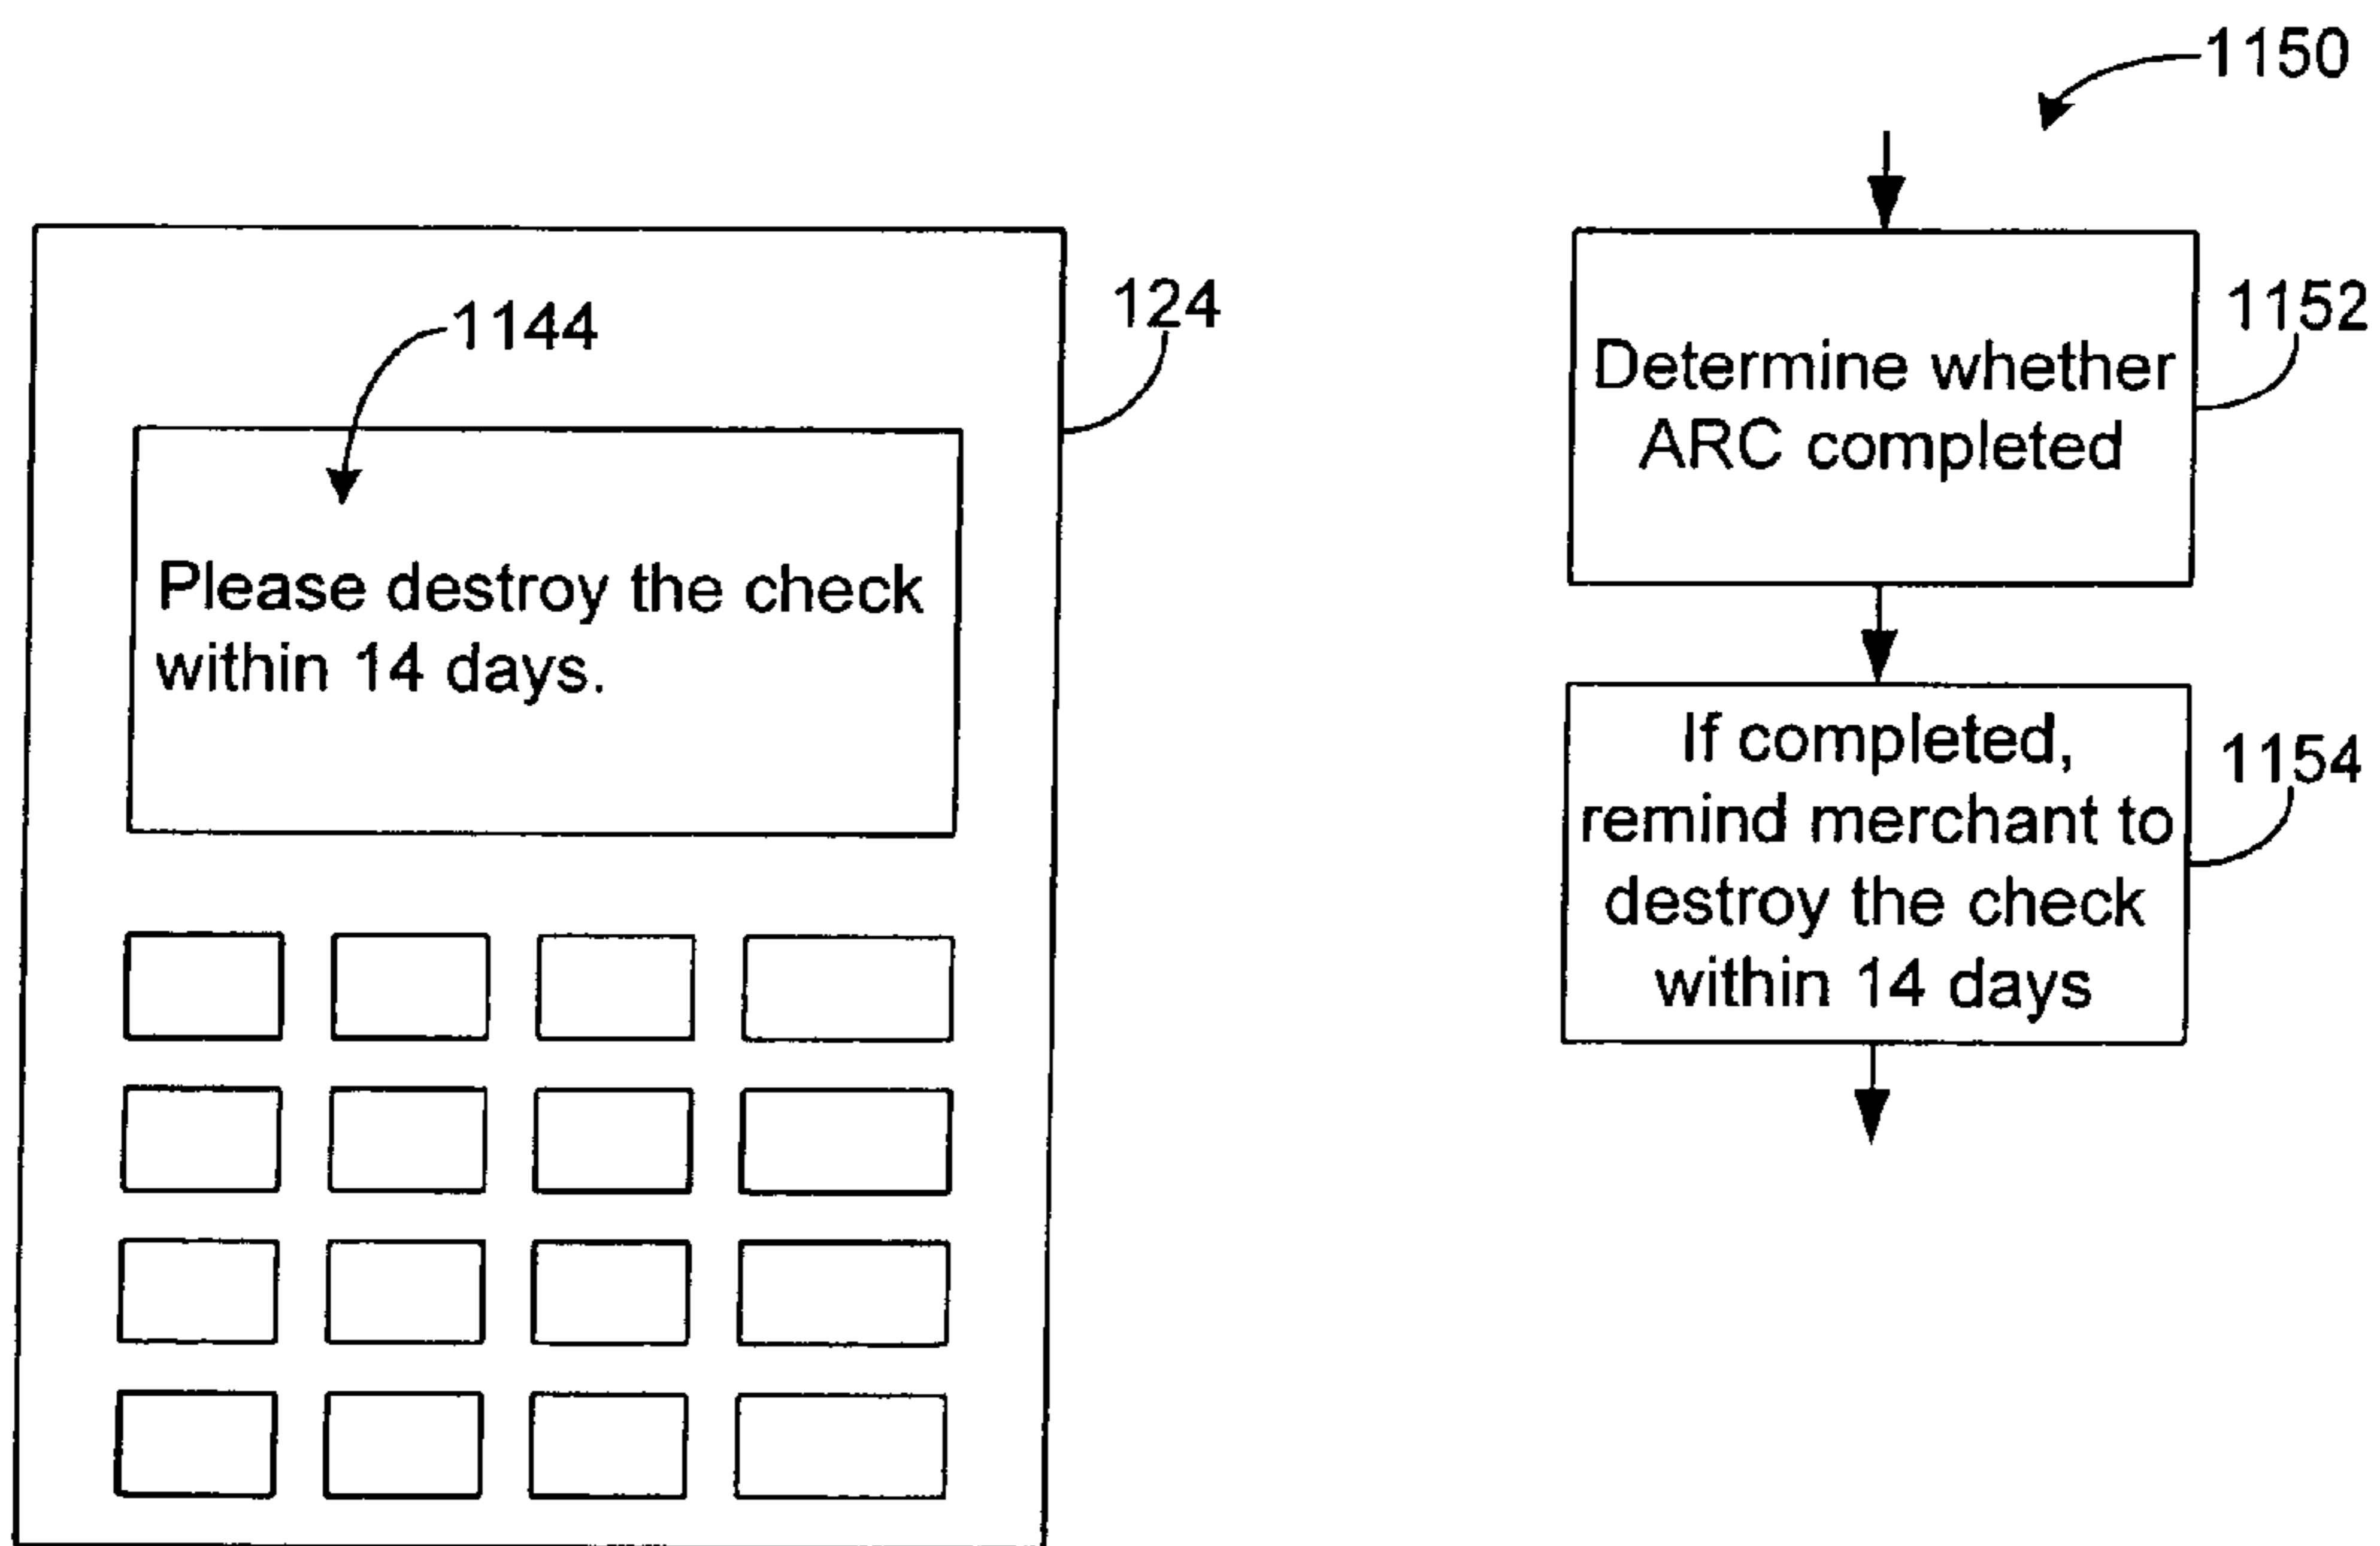 1144
124
Please destroy the check
within 14 days.
1150
1152
Determine whether
ARC completed
1154
If completed,
remind merchant to
destroy the check
within 14 days